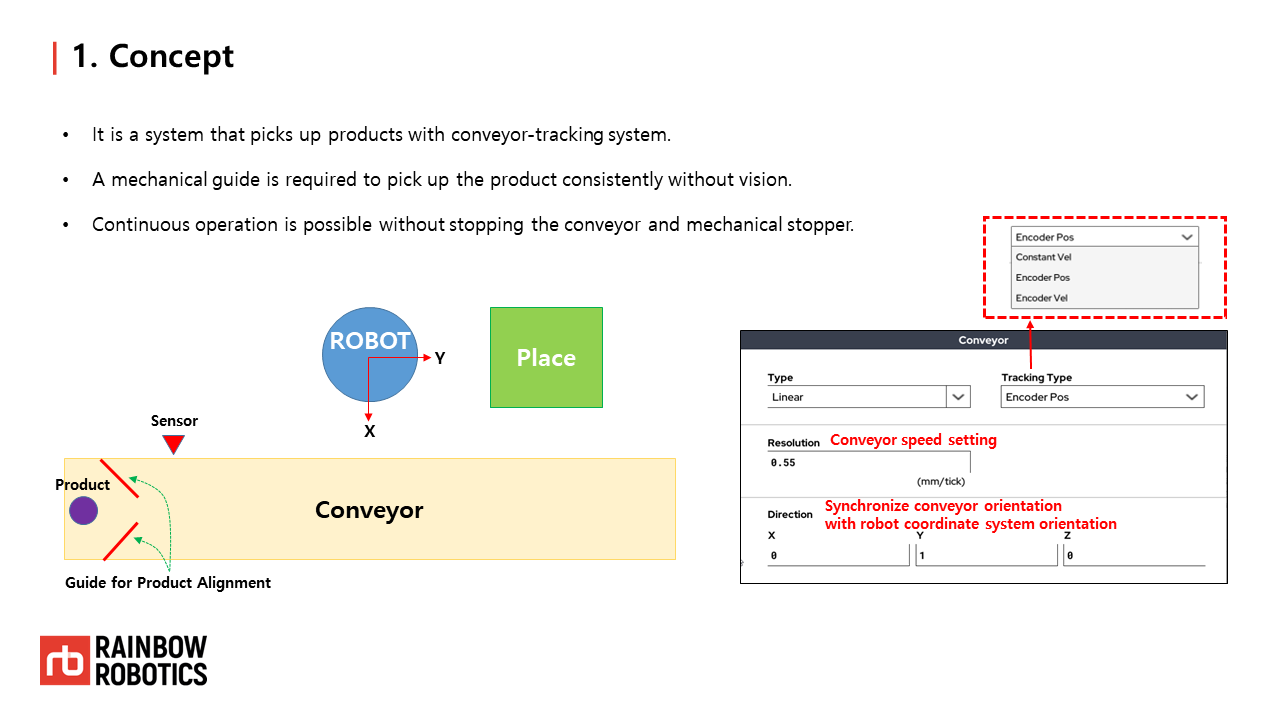 1. Concept
• It is a system that picks up products with conveyor-tracking system.
• A mechanical guide is required to pick up the product consistently without vision.
• Continuous operation is possible without stopping the conveyor and mechanical stopper.
Encoder Pos
Constant Vel
Encoder Pos
Encoder Vel
ROBOT
Y
X
Place
Sensor
Product
Conveyor
Guide for Product Alignment
Conveyor
Type
Tracking Type
Linear
Encoder Pos
Resolution
Conveyor speed setting
0.55
(mm/tick)
Direction
Synchronize conveyor orientation
with robot coordinate system orientation
X Y Z
0 1 0
rb
RAINBOW
ROBOTICS